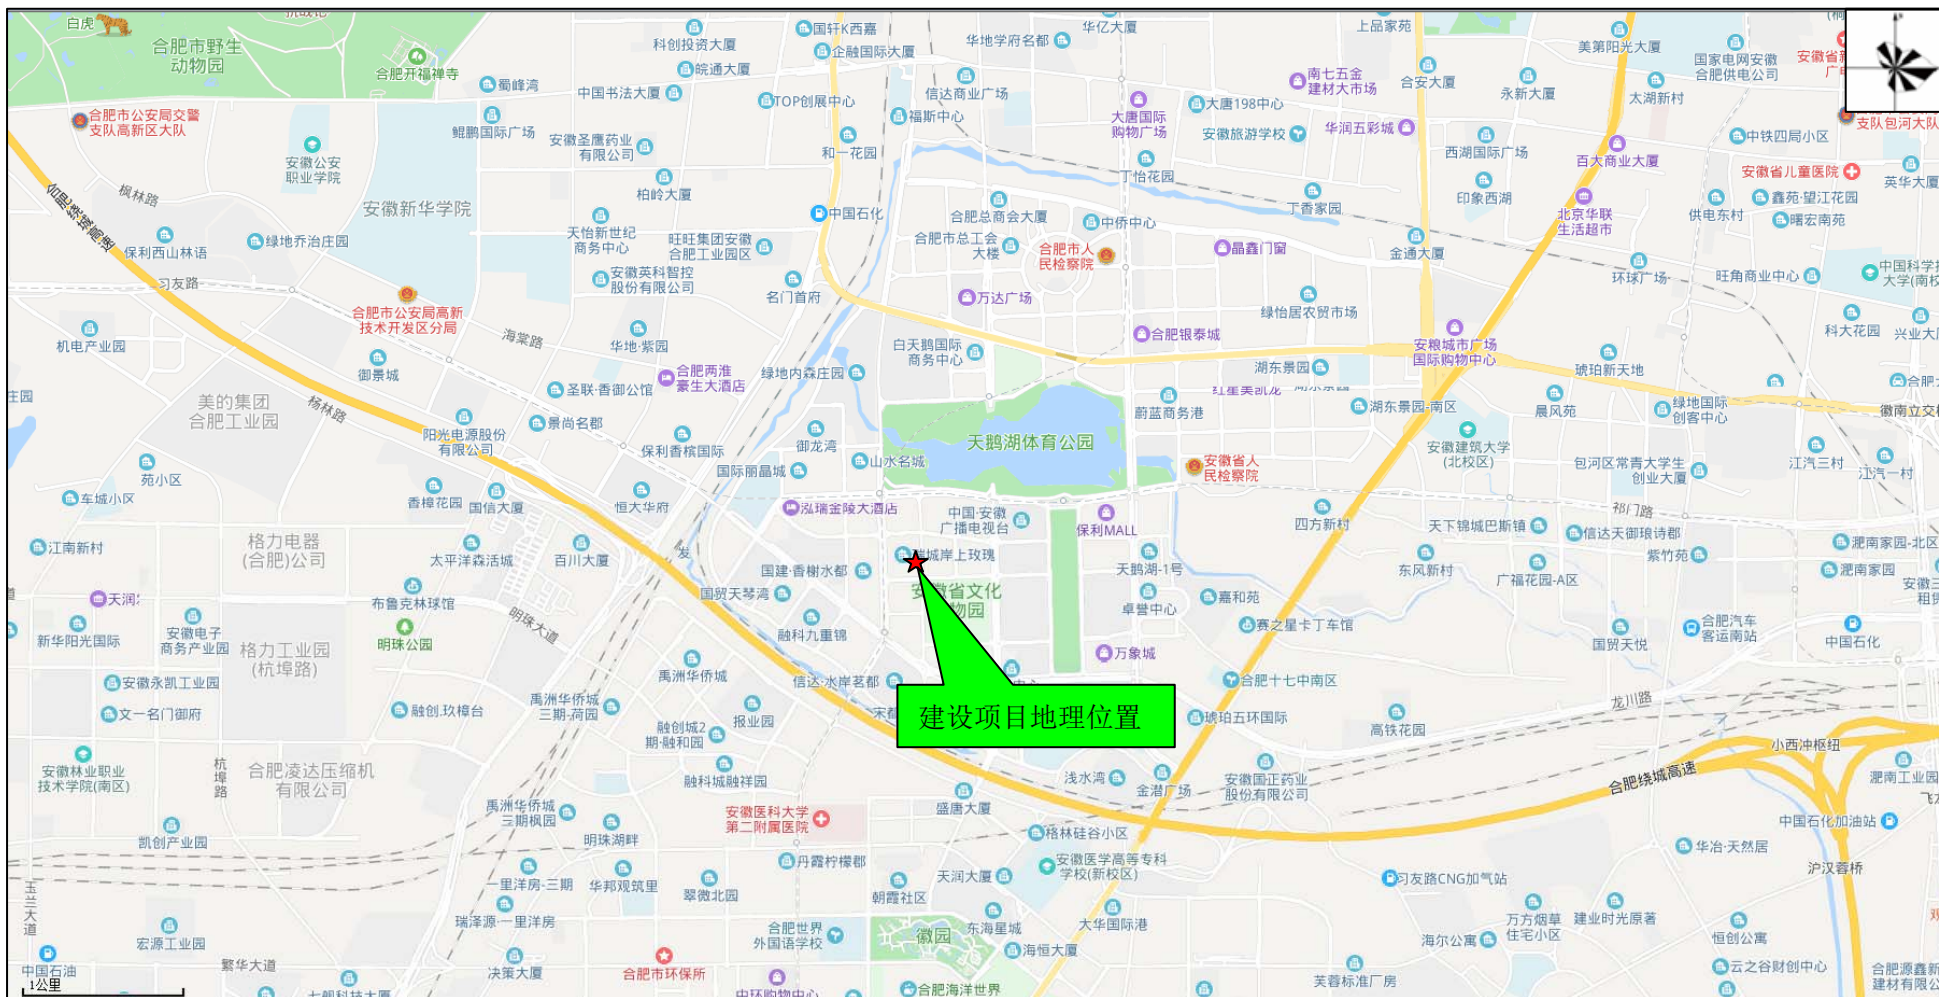 白虎
合肥市野生
动物园
合肥开福禅寺
科创投资大厦
皖通大厦
国轩K西嘉
企融国际大厦
华地学府名都
华亿大厦
上品家苑
美第阳光大厦
国家电网安徽
合肥供电公司
蜀峰湾
中国书法大厦
TOP创展中心
信达商业广场
南七五金
建材大市场
合安大厦
永新大厦
太湖新村
合肥市公安局交警
支队高新区大队
鲲鹏国际广场
安徽圣鹰药业
有限公司
福斯中心
和一花园
大唐国际
购物广场
大唐198中心
安徽旅游学校
华润五彩城
西湖国际广场
百大商业大厦
中铁四局小区
支队包河大队
安徽公安
职业学院
柏岭大厦
丁怡花园
印象西湖
安徽省儿童医院
英华大厦
枫林路
合肥绕城高速
安徽新华学院
天怡新世纪
商务中心
旺旺集团安徽
合肥工业园区
中国石化
合肥总商会大厦
中侨中心
丁香家园
北京华联
生活超市
供电东村
鑫苑·望江花园
曙宏南苑
保利西山林语
绿地乔治庄园
合肥市总工会
大楼
合肥市人
民检察院
晶鑫门窗
金通大厦
环球广场
旺角商业中心
习友路
安徽英科智控
股份有限公司
名门首府
万达广场
绿怡居农贸市场
科大花园
兴业大厦
合肥市公安局高新
技术开发区分局
海棠路
机电产业园
御景城
华地·紫园
合肥两淮
豪生大酒店
白天鹅国际
商务中心
合肥银泰城
安粮城市广场
国际购物中心
琥珀新天地
绿地内森庄园
湖东景园
圣联·香御公馆
美的集团
合肥工业园
杨林路
阳光电源股份
有限公司
景尚名郡
保利香槟国际
御龙湾
国际丽晶城
山水名城
天鹅湖体育公园
蔚蓝商务港
红星美凯龙
湖东景园-南区
晨风苑
绿地国际
创客中心
安徽建筑大学
(北校区)
包河区常青大学生
创业大厦
江汽三村
江汽一村
安徽省人
民检察院
苑小区
车城小区
香樟花园
国信大厦
恒大华府
泓瑞金陵大酒店
中国·安徽
广播电视台
保利MALL
四方新村
祁门路
天下锦城巴斯镇
信达天御琅诗郡
江南新村
格力电器
(合肥)公司
太平洋森活城
百川大厦
国建·香榭水都
天鹅湖-1号
东风新村
广福花园-A区
紫竹苑
淝南家园-北区
淝南家园
布鲁克林球馆
国贸天琴湾
卓誉中心
嘉和苑
新华阳光国际
安徽电子
商务产业园
明珠公园
明珠大道
融科九重锦
赛之星卡丁车馆
国贸天悦
合肥汽车
客运南站
中国石化
格力工业园
(杭埠路)
禹洲华侨城
万象城
安徽永凯工业园
文一名门御府
融创.玖樟台
禹洲华侨城
三期-荷园
信达·水岸茗都
合肥十七中南区
报业园
建设项目地理位置
琥珀五环国际
高铁花园
龙川路
融创城2
期·融和园
小西冲枢纽
安徽林业职业
技术学院(南区)
杭埠路
合肥凌达压缩机
有限公司
融科城融祥园
浅水湾
金潜广场
安徽国正药业
股份有限公司
合肥绕城高速
淝南工业园
禹洲华侨城
三期枫园
安徽医科大学
第二附属医院
盛唐大厦
中国石化加油站
凯创产业园
明珠湖畔
格林硅谷小区
华冶·天然居
丹霞柠檬郡
安徽医学高等专科
学校(新校区)
沪汉蓉桥
玉兰大道
一里洋房-三期
华邦观筑里
翠微北园
朝霞社区
天润大厦
习友路CNG加气站
瑞泽源·一里洋房
东海星城
大华国际港
万方烟草
住宅小区
建业时光原著
宏源工业园
合肥世界
外国语学校
徽园
海恒大厦
海尔公寓
恒创公寓
中国石油
繁华大道
决策大厦
合肥市环保所
芙蓉标准厂房
云之谷财创中心
合肥海洋世界
1公里